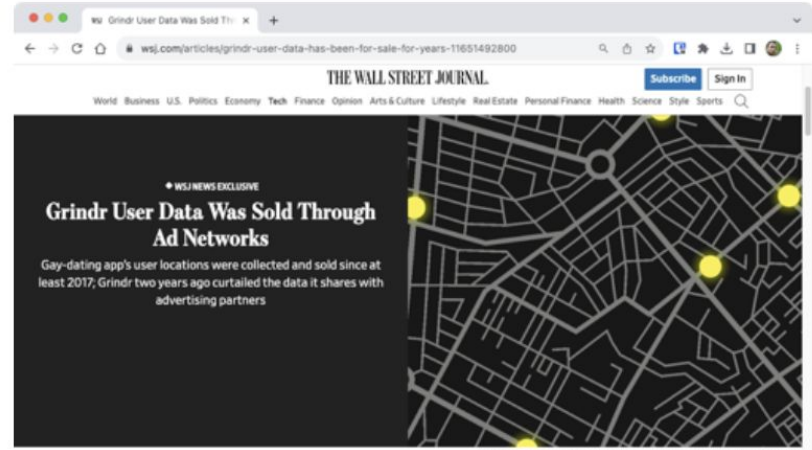 WSJ Grindr User Data Was Sold Thr
wsj.com/articles/grindr-user-data-has-been-for-sale-for-years-11651492800
THE WALL STREET JOURNAL.
Subscribe
Sign In
World Business U.S. Politics Economy Tech Finance Opinion Arts & Culture Lifestyle Real Estate Personal Finance Health Science Style Sports
WSJ NEWS EXCLUSIVE
Grindr User Data Was Sold Through
Ad Networks
Gay-dating app's user locations were collected and sold since at
least 2017; Grindr two years ago curtailed the data it shares with
advertising partners